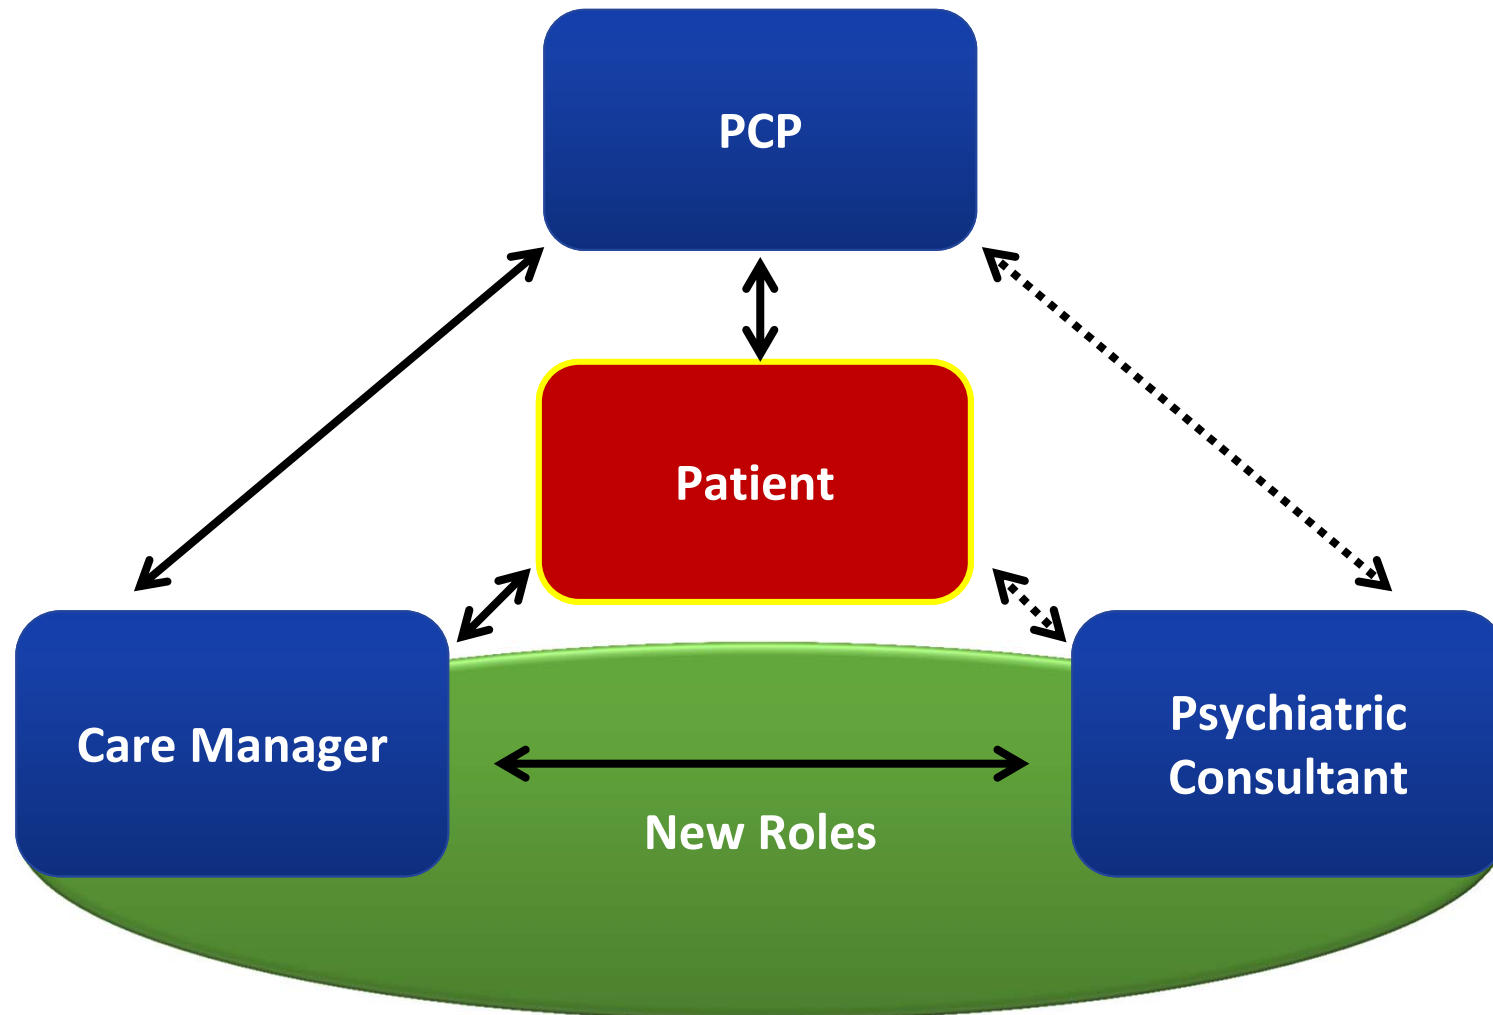 PCP
Patient
Care Manager
Psychiatric
Consultant
New Roles